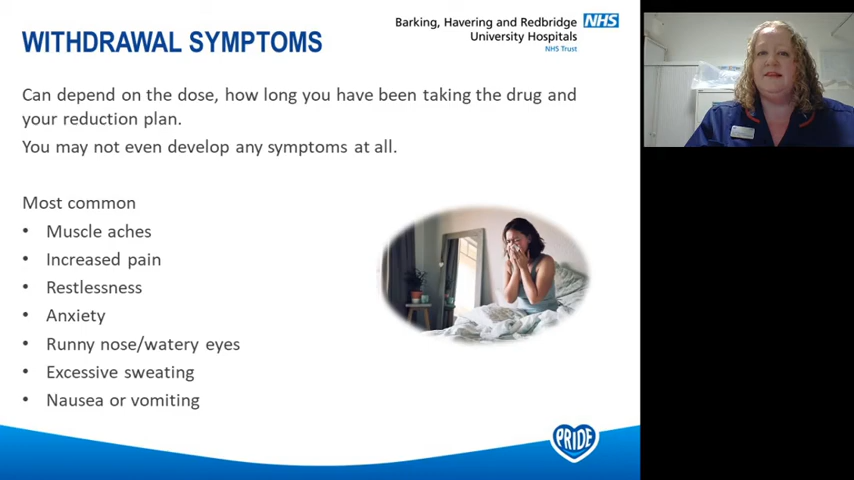 WITHDRAWAL SYMPTOMS
Barking, Havering and Redbridge NHS
University Hospitals
NHS Trust
Can depend on the dose, how long you have been taking the drug and
your reduction plan.
You may not even develop any symptoms at all.
Most common
• Muscle aches
• Increased pain
• Restlessness
• Anxiety
• Runny nose/watery eyes
• Excessive sweating
• Nausea or vomiting
PRIDE